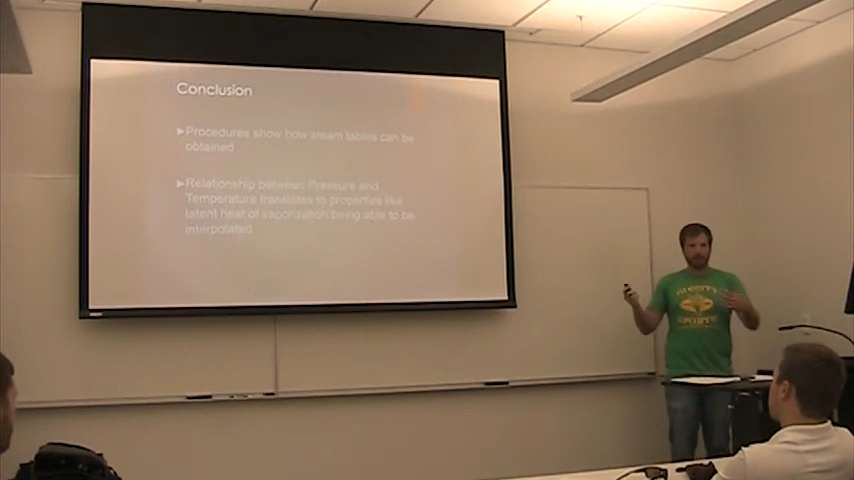 Conclusion
Procedures show how steam tables can be
obtained
Relationship between Pressure and
Temperature translates to properties like
latent heat of vaporization being able to be
interpolated